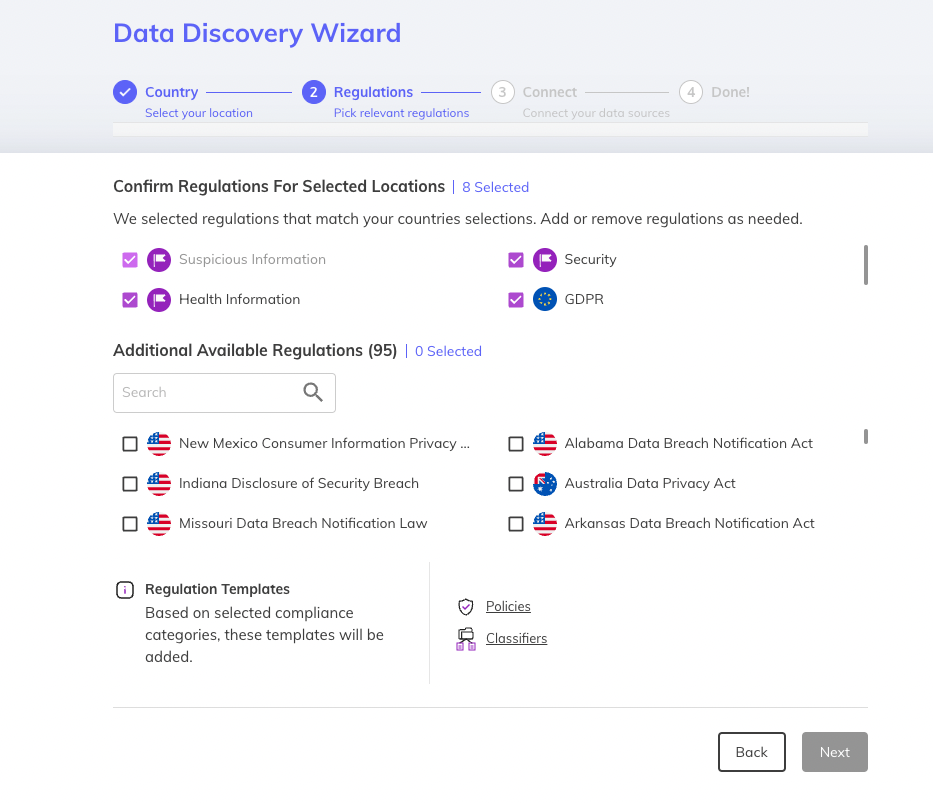 Data Discovery Wizard
Country
2
Regulations
3
Connect
4
Done!
Select your location
Pick relevant regulations
Connect your data sources
Confirm Regulations For Selected Locations | 8 Selected
We selected regulations that match your countries selections. Add or remove regulations as needed.
Suspicious Information
Security
Health Information
GDPR
Additional Available Regulations (95) | 0 Selected
Search
New Mexico Consumer Information Privacy ...
Alabama Data Breach Notification Act
Indiana Disclosure of Security Breach
Australia Data Privacy Act
Missouri Data Breach Notification Law
Arkansas Data Breach Notification Act
Regulation Templates
Based on selected compliance
categories, these templates will be
added.
Policies
Classifiers
Back
Next